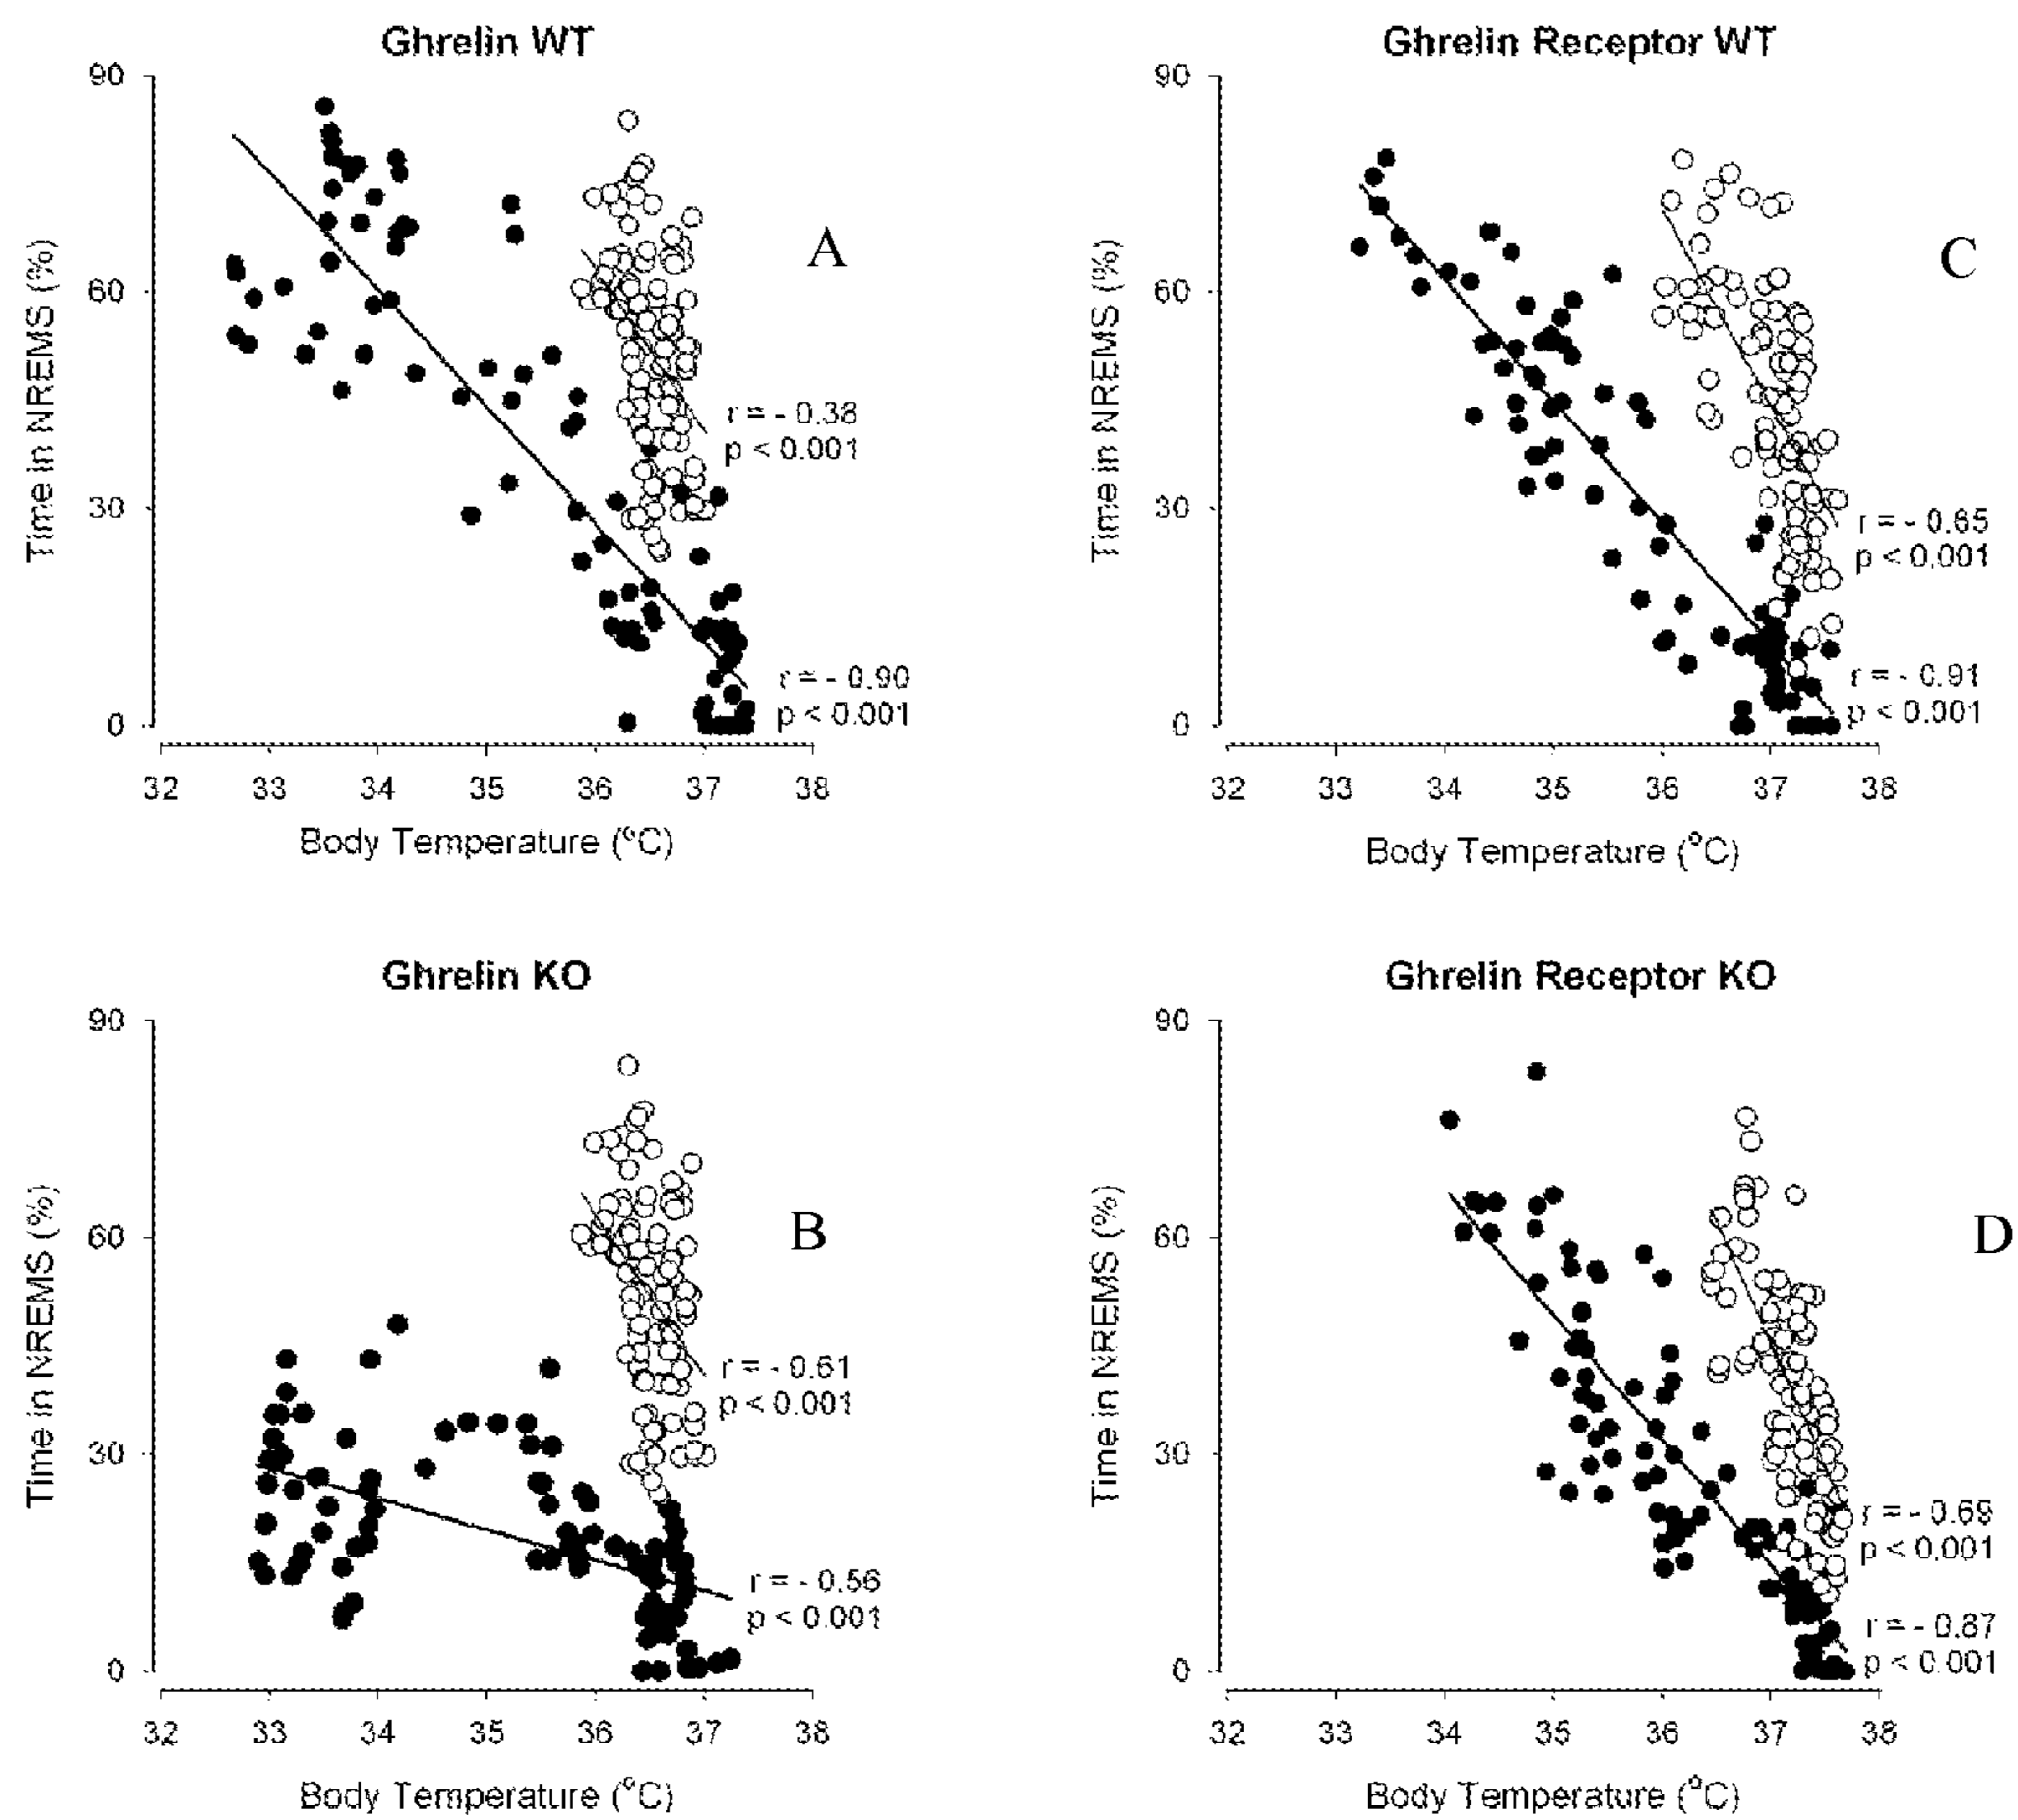 Ghrelin WT
90
60
30
0
Time in NREMS (%)
A
r = - 0.38
p < 0.001
r = - 0.90
p < 0.001
32 33 34 35 36 37 38
Body Temperature (°C)
Ghrelin Receptor WT
90
60
30
0
Time in NREMS (%)
C
r = - 0.65
p < 0.001
r = - 0.91
p < 0.001
32 33 34 35 36 37 38
Body Temperature (°C)
Ghrelin KO
90
60
30
0
Time in NREMS (%)
B
r = - 0.61
p < 0.001
r = - 0.56
p < 0.001
32 33 34 35 36 37 38
Body Temperature (°C)
Ghrelin Receptor KO
90
60
30
0
Time in NREMS (%)
D
r = - 0.69
p < 0.001
r = - 0.87
p < 0.001
32 33 34 35 36 37 38
Body Temperature (°C)